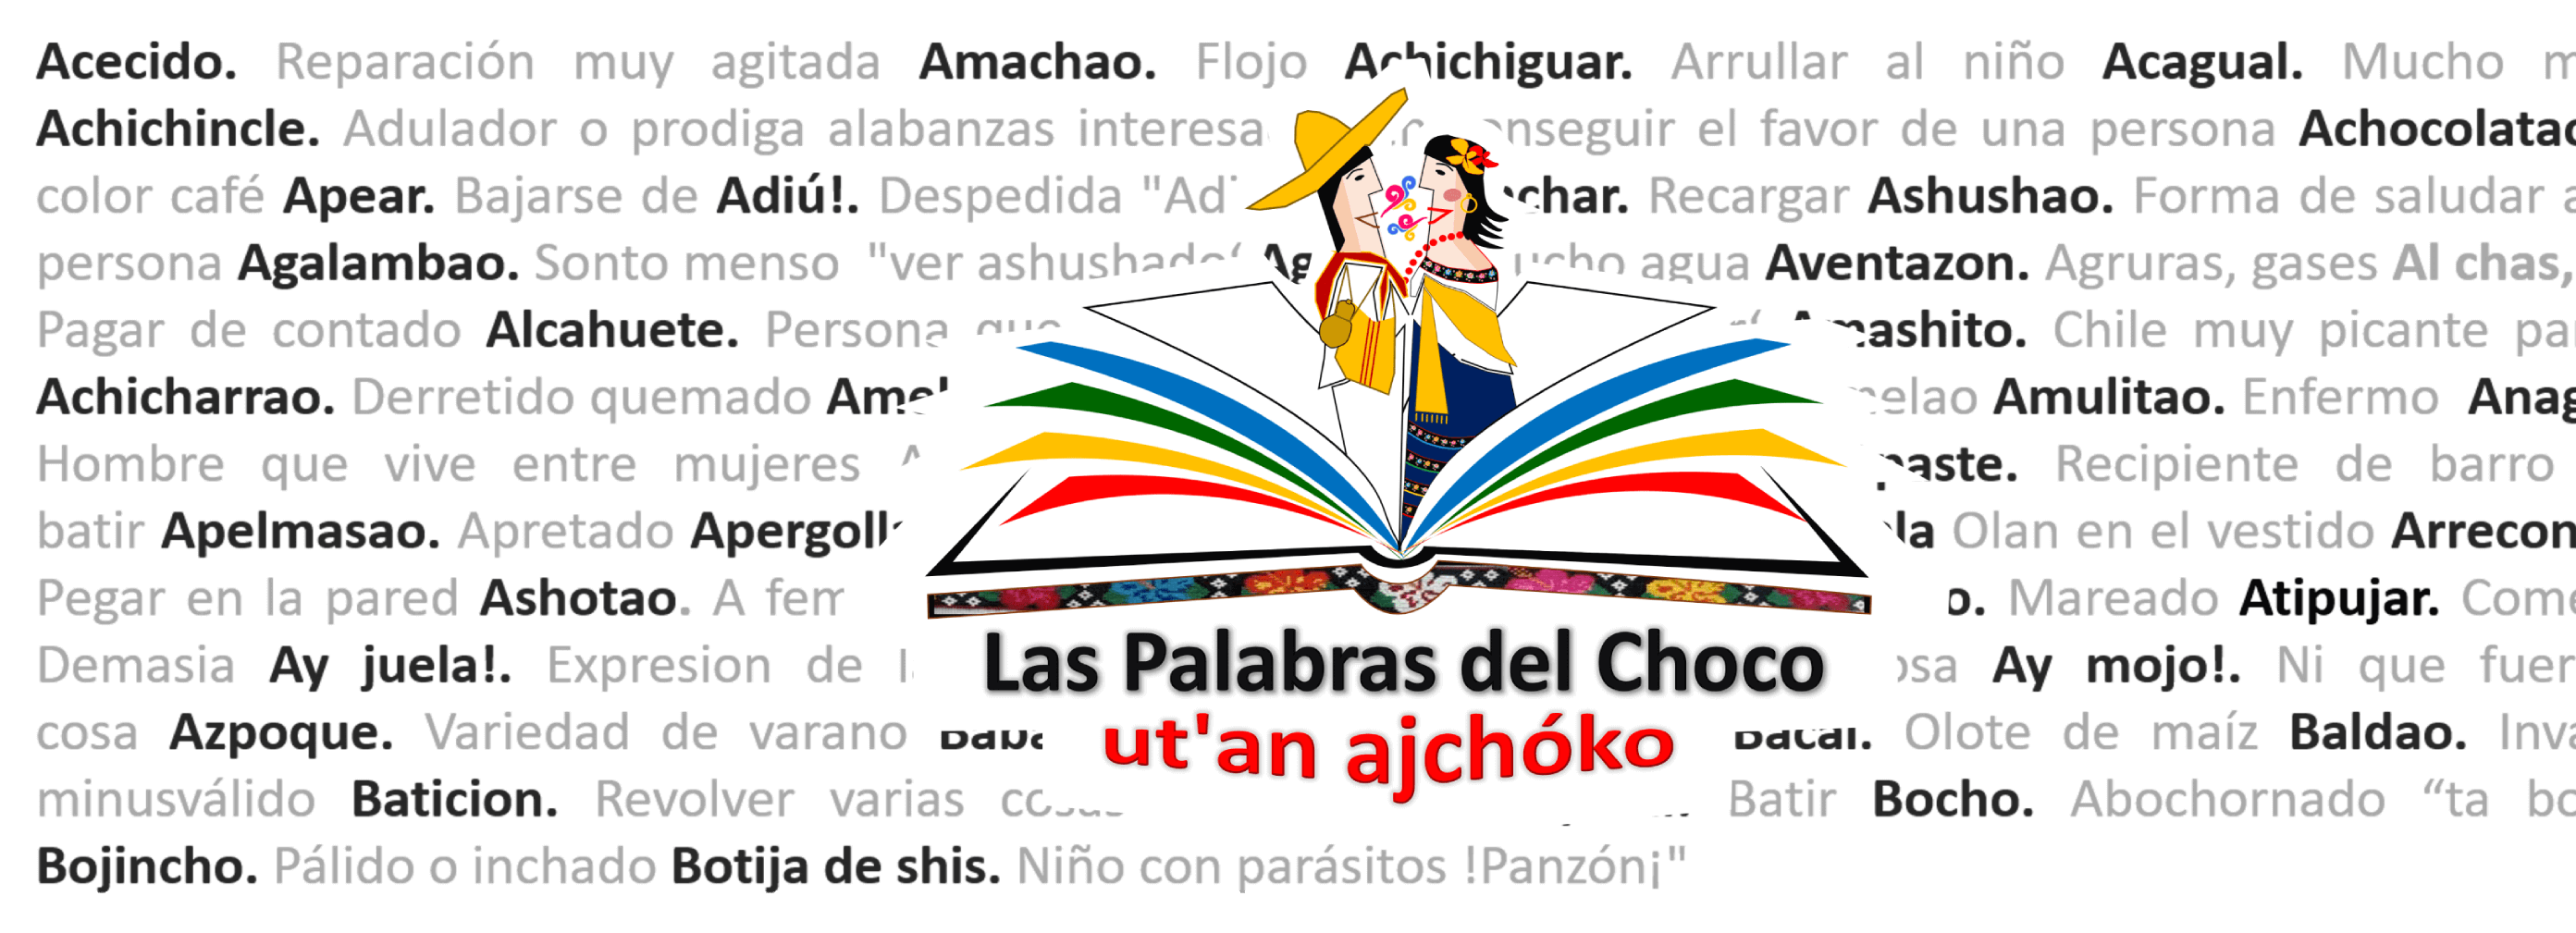 Acecido. Reparación muy agitada Amachao. Flojo Achichiguar. Arrullar al niño Acagual. Mucho
Achichincle. Adulador o prodiga alabanzas conseguir el favor de una persona
color café Apear. Bajarse de Adiú!. Despedida Recargar Ashushao. Forma de saludar
persona Agalambao. Sonto menso "ver ashushado' agua Aventazon. Agruras, gases Al chas,
Pagar de contado Alcahuete. Persona que Amashito. Chile muy picante
Achicharrao. Derretido quemado Amulitao. Enfermo
Hombre que vive entre mujeres Recipiente de barro
batir Apelmasao. Apretado Olan en el vestido
Pegar en la pared Ashotao. A Mareado Atipujar.
Demasia Ay juela!. Expresion de Ay mojo!. Ni que
cosa Azpoque. Variedad de varano Bacal. Olote de maíz Baldao.
minusválido Baticion. Revolver varias cosas Batir Bocho. Abochornado “ta
Bojincho. Pálido o inchado Botija de shis. Niño con parásitos !Panzón¡"
Las Palabras del Choco
ut'an ajchóko